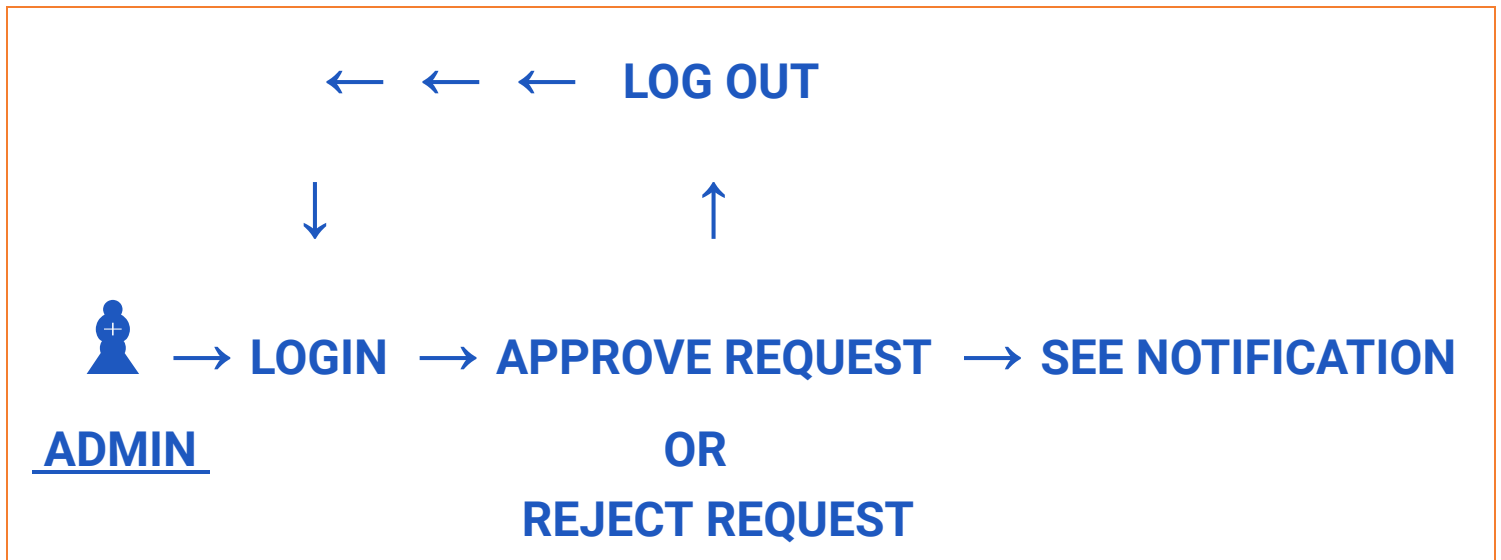 ← ← ← LOG OUT
↓ ↑
→ LOGIN → APPROVE REQUEST → SEE NOTIFICATION
ADMIN OR
REJECT REQUEST